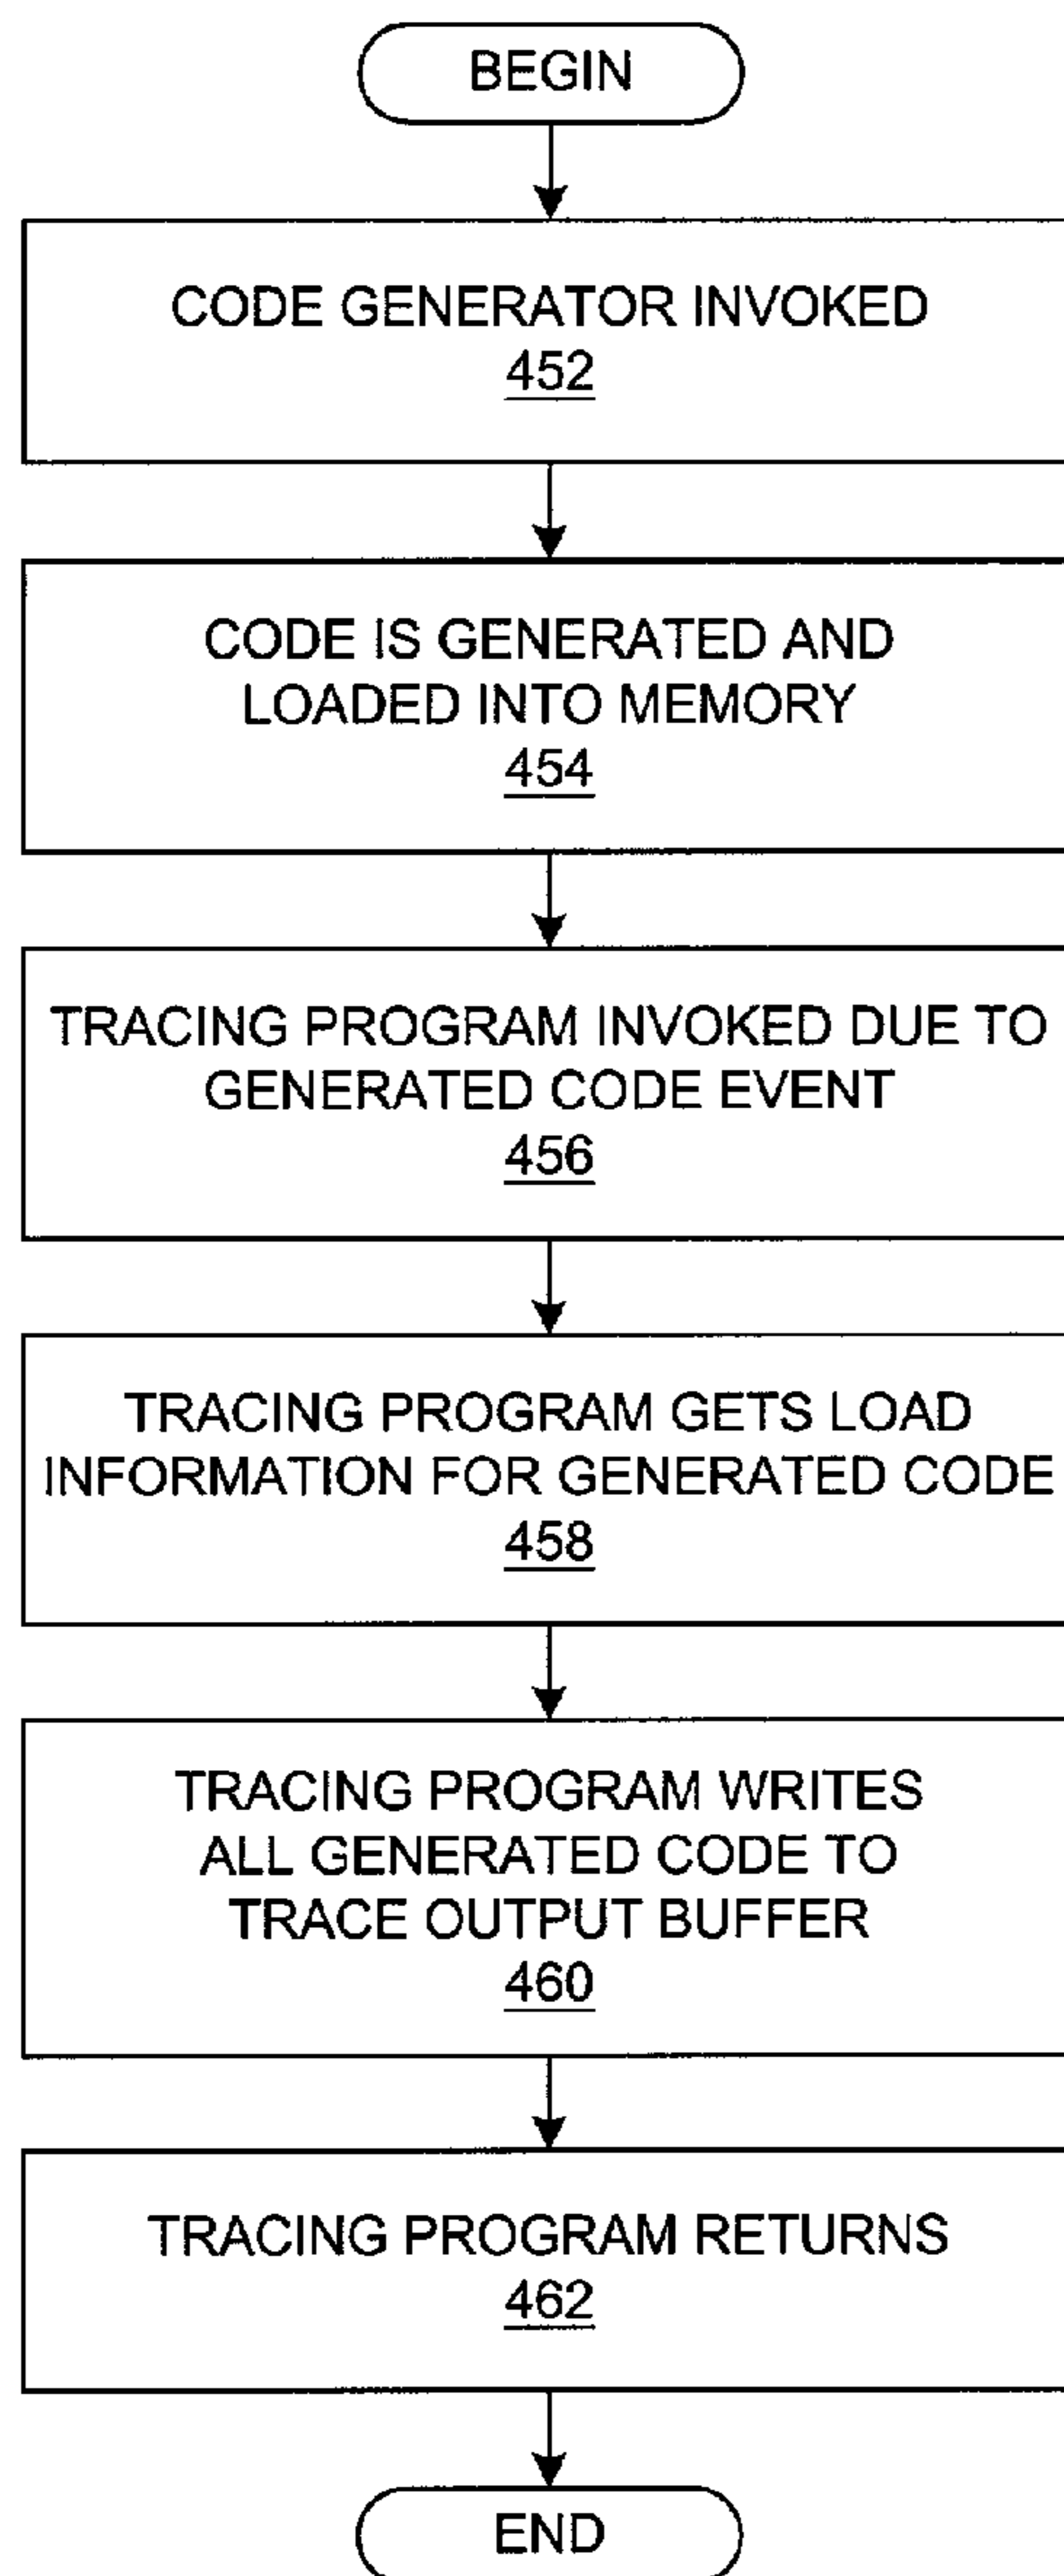 BEGIN
CODE GENERATOR INVOKED
452
CODE IS GENERATED AND
LOADED INTO MEMORY
454
TRACING PROGRAM INVOKED DUE TO
GENERATED CODE EVENT
456
TRACING PROGRAM GETS LOAD
INFORMATION FOR GENERATED CODE
458
TRACING PROGRAM WRITES
ALL GENERATED CODE TO
TRACE OUTPUT BUFFER
460
TRACING PROGRAM RETURNS
462
END